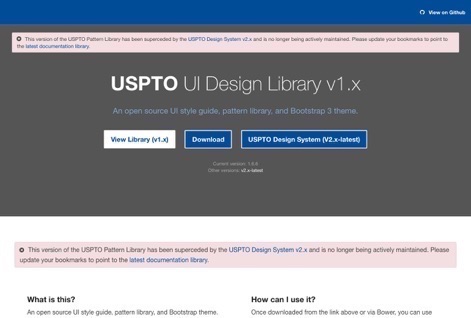 View on Github
This version of the USPTO Pattern Library has been superceded by the USPTO Design System v2.x and is no longer being actively maintained. Please update your bookmarks to point to
the latest documentation library.
USPTO UI Design Library v1.x
An open source UI style guide, pattern library, and Bootstrap 3 theme.
View Library (v1.x)
Download
USPTO Design System (V2.x-latest)
Other versions: v2.x-latest
This version of the USPTO Pattern Library has been superceded by the USPTO Design System v2.x and is no longer being actively maintained. Please
update your bookmarks to point to the latest documentation library.
What is this?
An open source UI style guide, pattern library, and Bootstrap theme.
How can I use it?
Once downloaded from the link above or via Bower, you can use